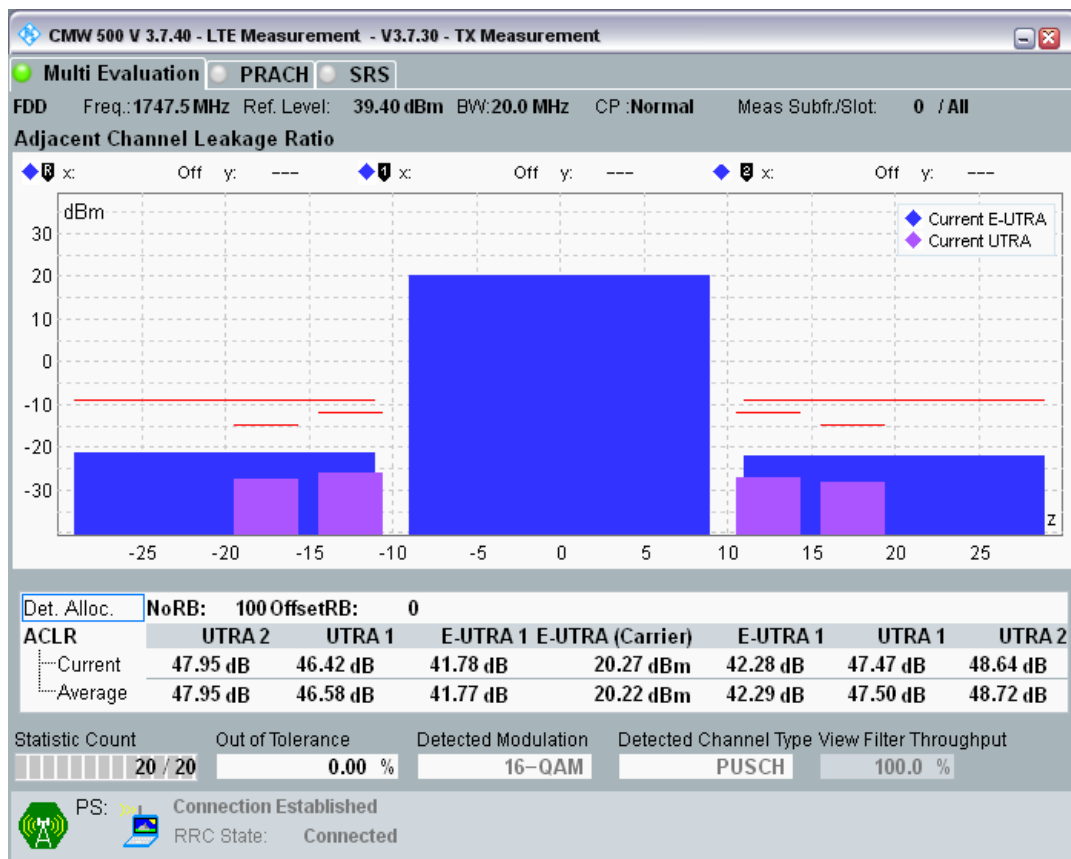 CMW 500 V 3.7.40 - LTE Measurement - V3.7.30 - TX Measurement
Multi Evaluation PRACH SRS
FDD Freq.:1747.5 MHz Ref. Level: 39.40 dBm BW:20.0 MHz CP :Normal Meas Subfr./Slot: 0 / All
Adjacent Channel Leakage Ratio
R x: Off y: --- 1 x: Off y: --- 2 x: Off y: ---
dBm
Current E-UTRA
Current UTRA
30
20
10
0
-10
-20
-30
z
-25 -20 -15 -10 -5 0 5 10 15 20 25
Det. Alloc. NoRB: 100 OffsetRB: 0
ACLR UTRA 2 UTRA 1 E-UTRA 1 E-UTRA (Carrier) E-UTRA 1 UTRA 1 UTRA 2
Current 47.95 dB 46.42 dB 41.78 dB 20.27 dBm 42.28 dB 47.47 dB 48.64 dB
Average 47.95 dB 46.58 dB 41.77 dB 20.22 dBm 42.29 dB 47.50 dB 48.72 dB
Statistic Count Out of Tolerance Detected Modulation Detected Channel Type View Filter Throughput
20 / 20 0.00 % 16-QAM PUSCH 100.0 %
PS: Connection Established
RRC State: Connected